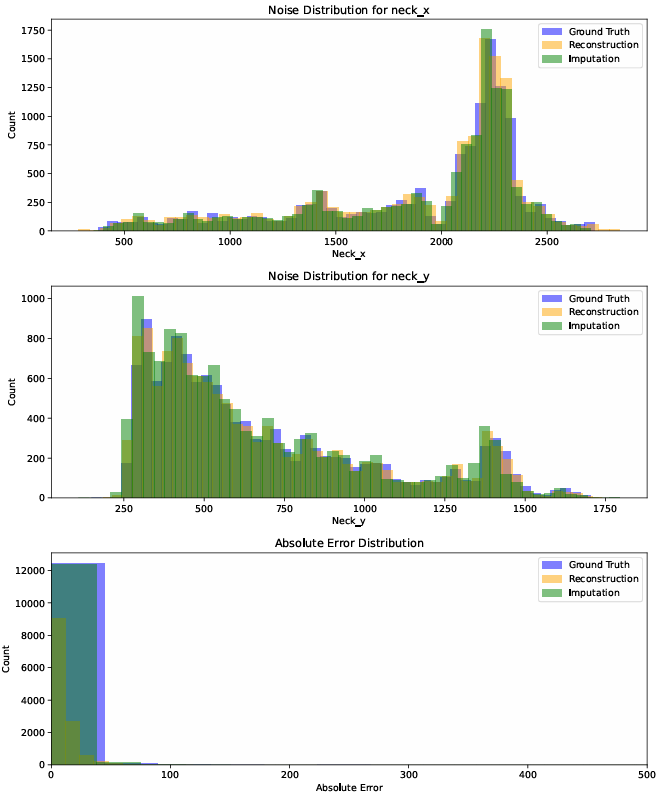 Noise Distribution for neck_x
1750
1500
1250
1000
750
500
250
0
Count
500
1000
1500
2000
2500
Neck_x
Ground Truth
Reconstruction
Imputation
Noise Distribution for neck_y
1000
800
600
400
200
0
Count
250
500
750
1000
1250
1500
1750
Neck_y
Ground Truth
Reconstruction
Imputation
Absolute Error Distribution
12000
10000
8000
6000
4000
2000
0
Count
0
100
200
300
400
500
Absolute Error
Ground Truth
Reconstruction
Imputation